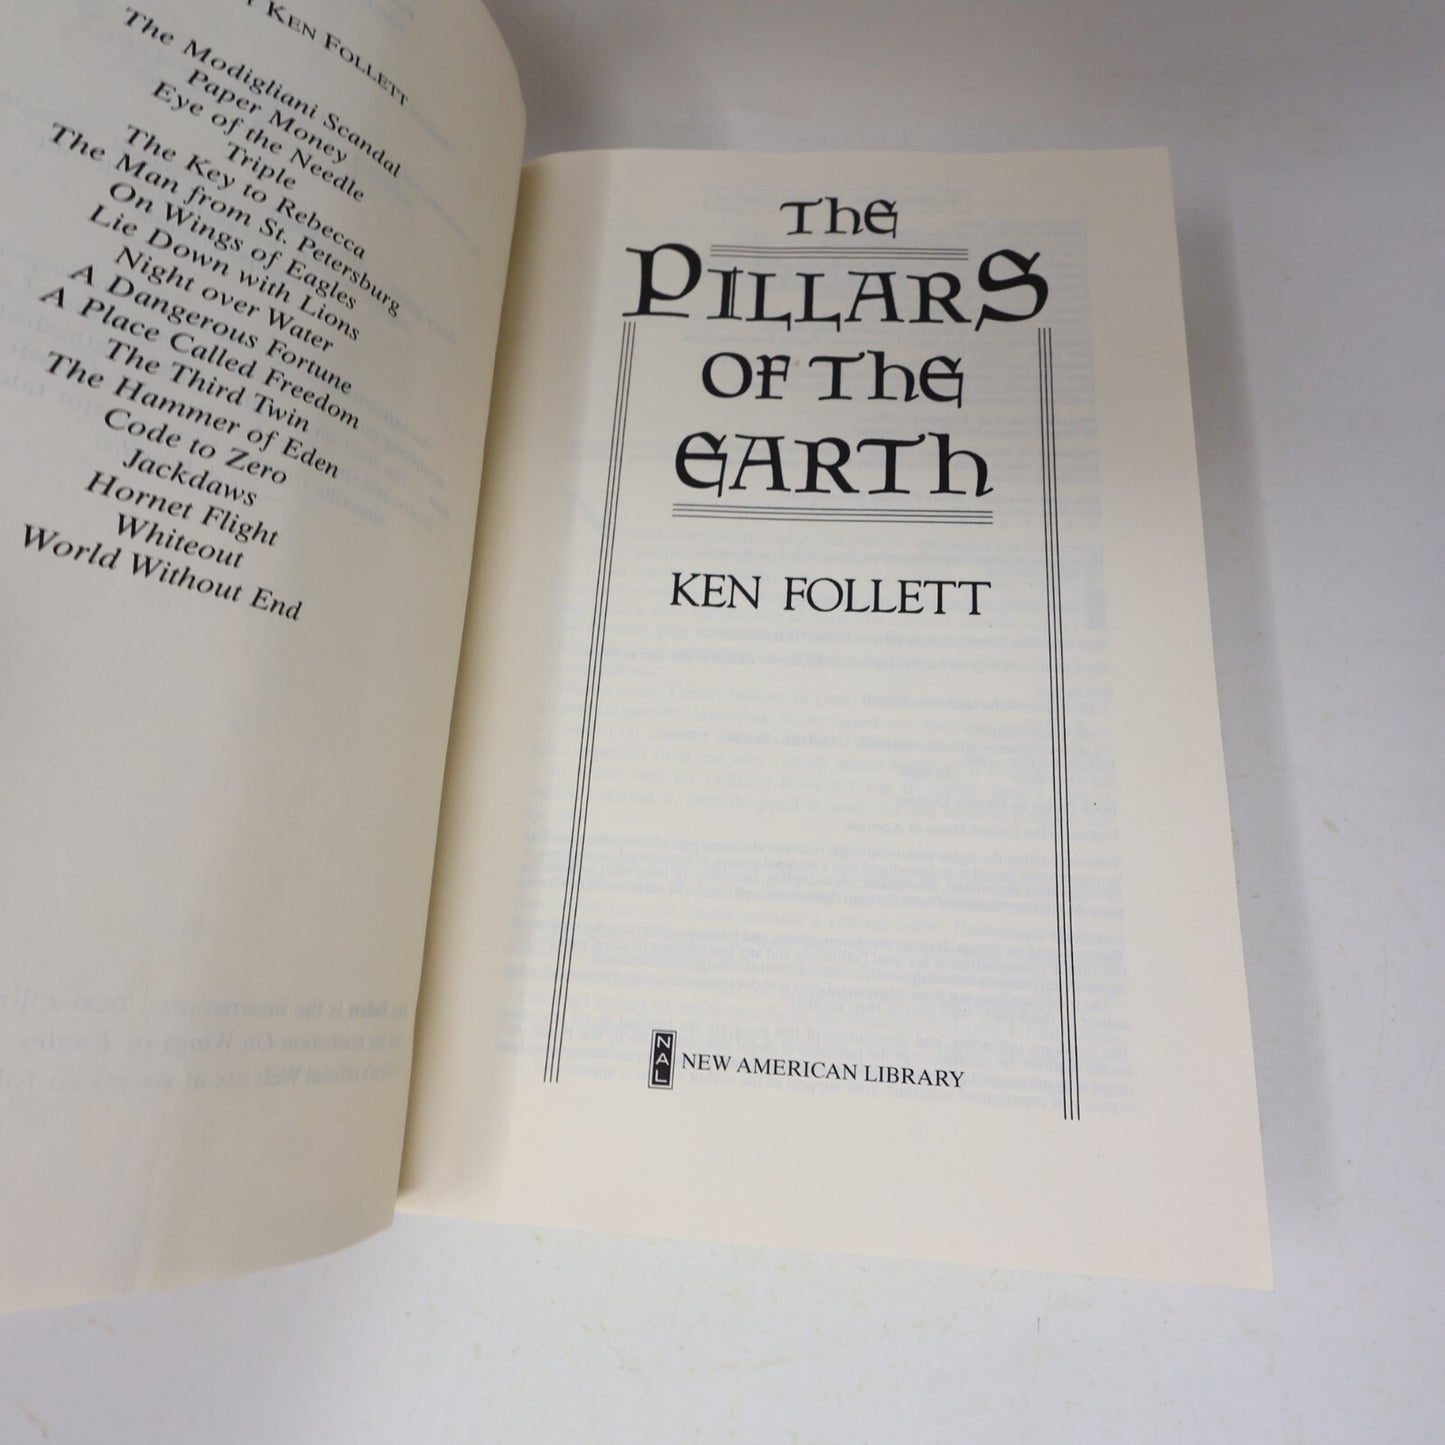 KEN FOLLETT
The Modigliani Scandal
Paper Money
Eye of the Needle
Triple
The Key to Rebecca
The Man from St. Petersburg
On Wings of Eagles
Lie Down with Lions
Night over Water
A Dangerous Fortune
A Place Called Freedom
The Third Twin
The Hammer of Eden
Code to Zero
Jackdaws
Hornet Flight
Whiteout
World Without End
The
PILLARS
OF The
EARTh
KEN FOLLETT
NAL
NEW AMERICAN LIBRARY